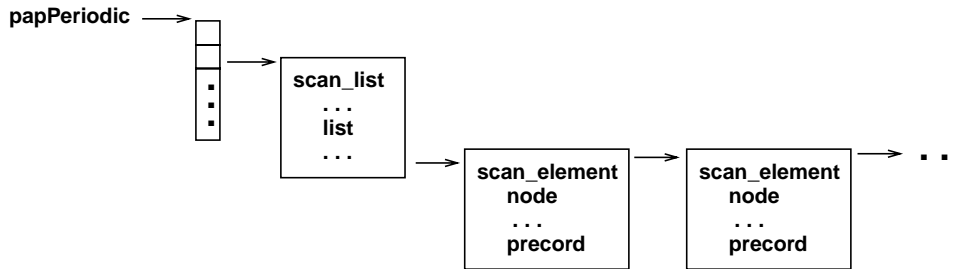 papPeriodic
scan_list
. . .
list
. . .
scan_element
node
. . .
precord
scan_element
node
. . .
precord
. .